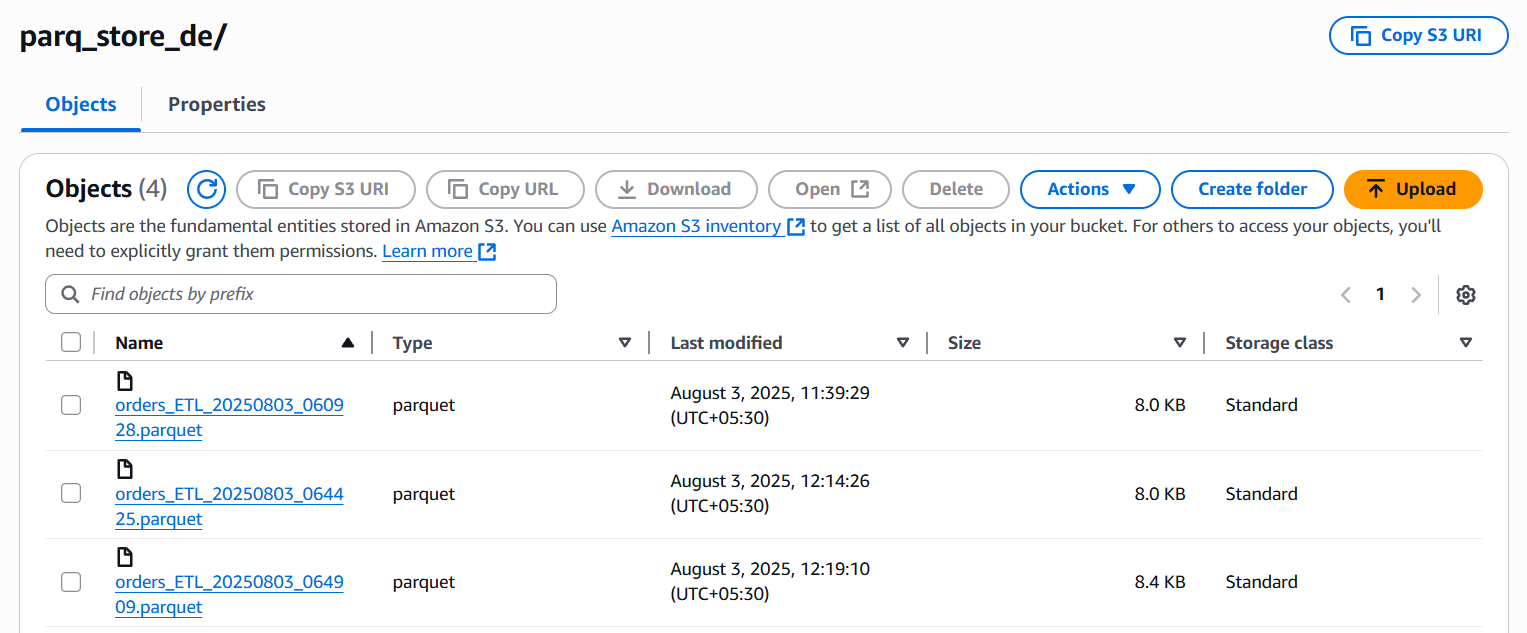 parq_store_de/
Copy S3 URI
Objects
Properties
Objects (4)
Copy S3 URI
Copy URL
Download
Open
Delete
Actions
Create folder
Upload
Objects are the fundamental entities stored in Amazon S3. You can use Amazon S3 inventory to get a list of all objects in your bucket. For others to access your objects, you'll
need to explicitly grant them permissions. Learn more
Find objects by prefix
1
Name
Type
Last modified
Size
Storage class
orders_ETL_20250803_0609
28.parquet
parquet
August 3, 2025, 11:39:29
(UTC+05:30)
8.0 KB
Standard
orders_ETL_20250803_0644
25.parquet
parquet
August 3, 2025, 12:14:26
(UTC+05:30)
8.0 KB
Standard
orders_ETL_20250803_0649
09.parquet
parquet
August 3, 2025, 12:19:10
(UTC+05:30)
8.4 KB
Standard